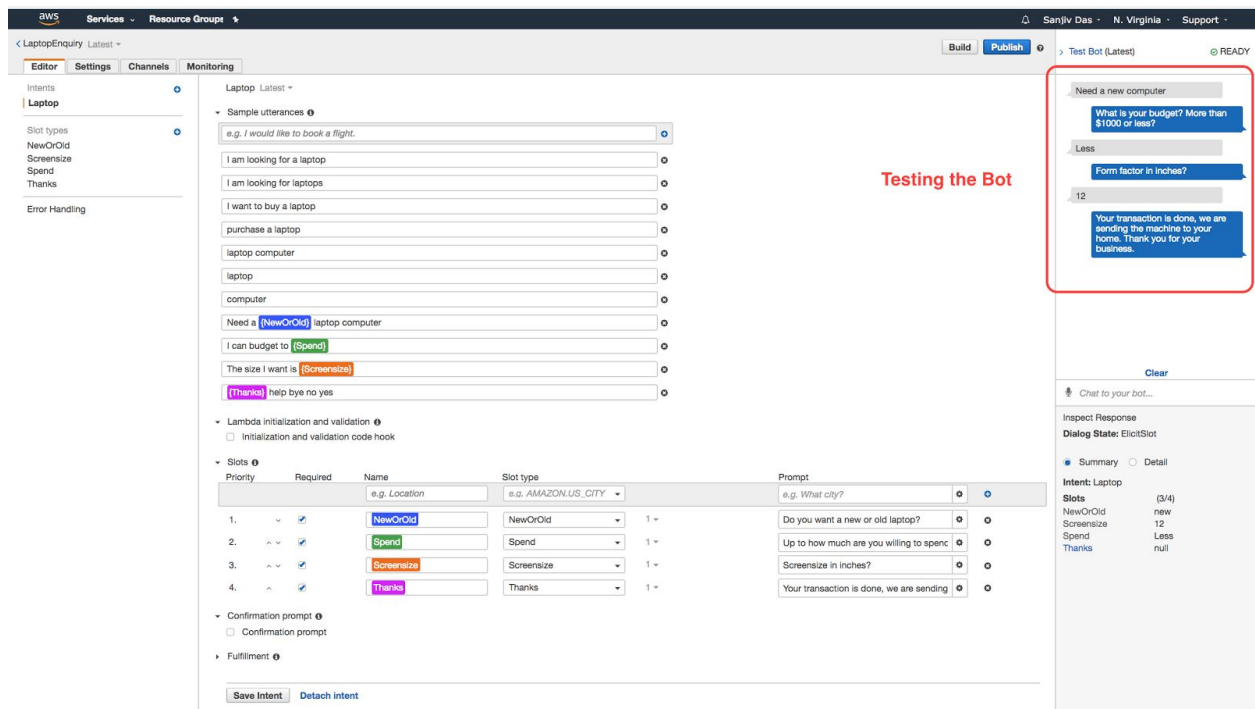 aws Services Resource Groups Sanjiv Das N. Virginia Support
LaptopEnquiry Latest
Build Publish
Test Bot (Latest) READY
Editor Settings Channels Monitoring
Intents
Laptop
Slot types
NewOrOld
Screensize
Spend
Thanks
Error Handling
Laptop Latest
Sample utterances
e.g. I would like to book a flight.
I am looking for a laptop
I am looking for laptops
I want to buy a laptop
purchase a laptop
laptop computer
laptop
computer
Need a {NewOrOld} laptop computer
I can budget to {Spend}
The size I want is {Screensize}
{Thanks} help bye no yes
Lambda initialization and validation
Initialization and validation code hook
Slots
Priority Required Name Slot type Prompt
e.g. Location e.g. AMAZON.US_CITY e.g. What city?
1. NewOrOld NewOrOld 1 Do you want a new or old laptop?
2. Spend Spend 1 Up to how much are you willing to spenc
3. Screensize Screensize 1 Screensize in inches?
4. Thanks Thanks 1 Your transaction is done, we are sending
Confirmation prompt
Confirmation prompt
Fulfillment
Save Intent Detach intent
Testing the Bot
Need a new computer
What is your budget? More than
$1000 or less?
Less
Form factor in inches?
12
Your transaction is done, we are
sending the machine to your
home. Thank you for your
business.
Clear
Chat to your bot...
Inspect Response
Dialog State: ElicitSlot
Summary Detail
Intent: Laptop
Slots (3/4)
NewOrOld new
Screensize 12
Spend Less
Thanks null